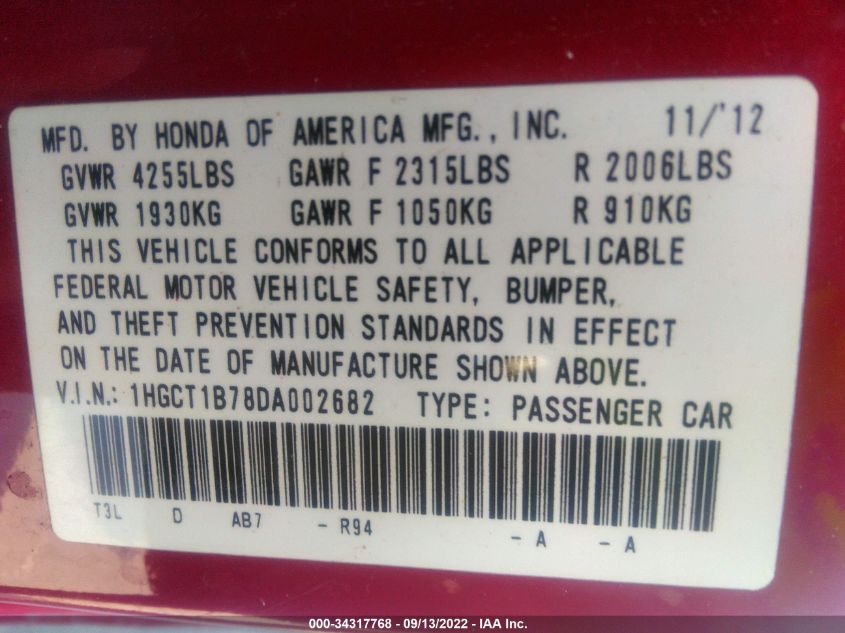 MFD. BY HONDA OF AMERICA MFG., INC. 11/'12
GVWR 4255LBS GAWR F 2315LBS R 2006LBS
GVWR 1930KG GAWR F 1050KG R 910KG
THIS VEHICLE CONFORMS TO ALL APPLICABLE
FEDERAL MOTOR VEHICLE SAFETY, BUMPER,
AND THEFT PREVENTION STANDARDS IN EFFECT
ON THE DATE OF MANUFACTURE SHOWN ABOVE.
V.I.N.: 1HGCT1B78DA002682 TYPE: PASSENGER CAR
T3L D AB7 - R94 - A - A
000-34317768 - 09/13/2022 - IAA Inc.